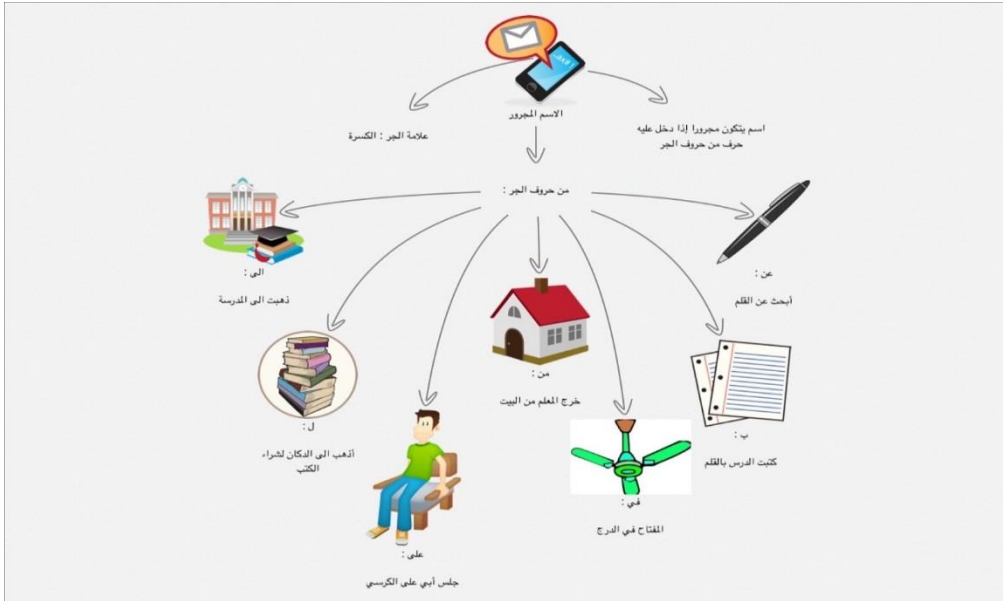 الاسم المجرور
اسم يتكون مجرورا إذا دخل عليه
حرف من حروف الجر
علامة الجر : الكسرة
من حروف الجر :
عن :
أبحث عن القلم
ب :
كتبت الدرس بالقلم
في :
المفتاح في الدرج
من :
خرج المعلم من البيت
على :
جلس أبي على الكرسي
ل :
أذهب الى الدكان لشراء
الكتب
الى :
ذهبت الى المدرسة